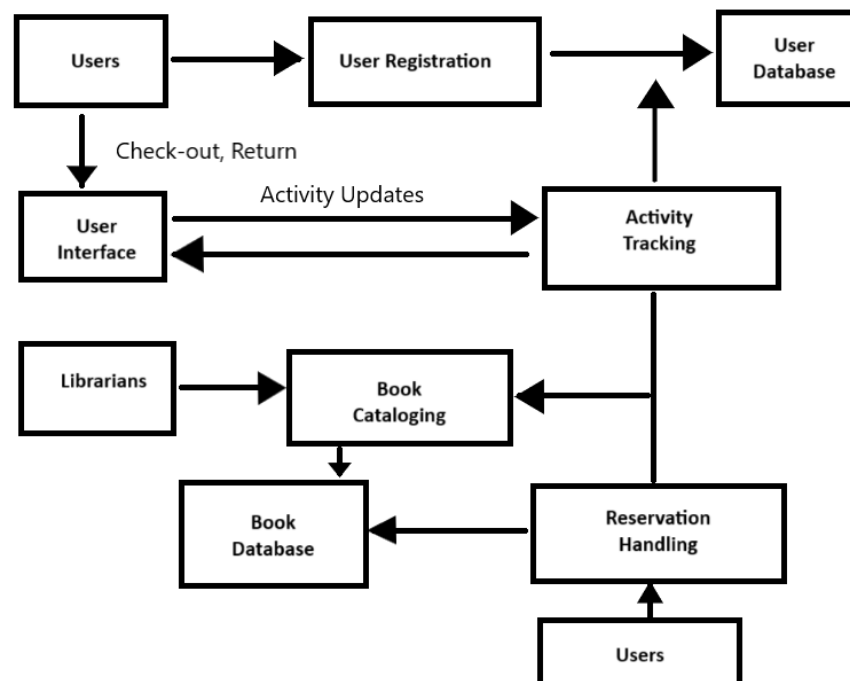 Users
User Registration
User
Database
Check-out, Return
Activity Updates
User
Interface
Activity
Tracking
Librarians
Book
Cataloging
Book
Database
Reservation
Handling
Users